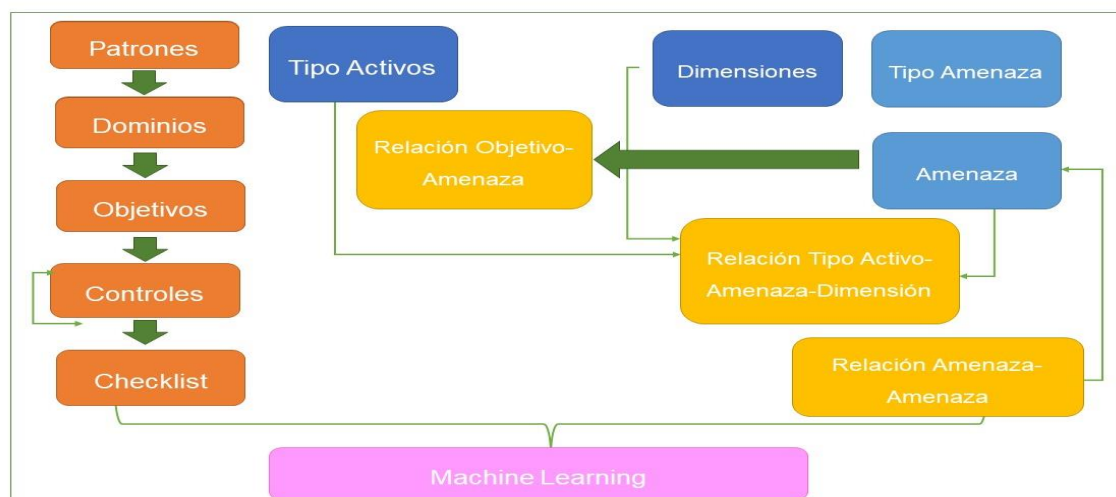 Patrones
Dominios
Objetivos
Controles
Checklist
Tipo Activos
Dimensiones
Tipo Amenaza
Relación Objetivo-
Amenaza
Amenaza
Relación Tipo Activo-
Amenaza-Dimensión
Relación Amenaza-
Amenaza
Machine Learning